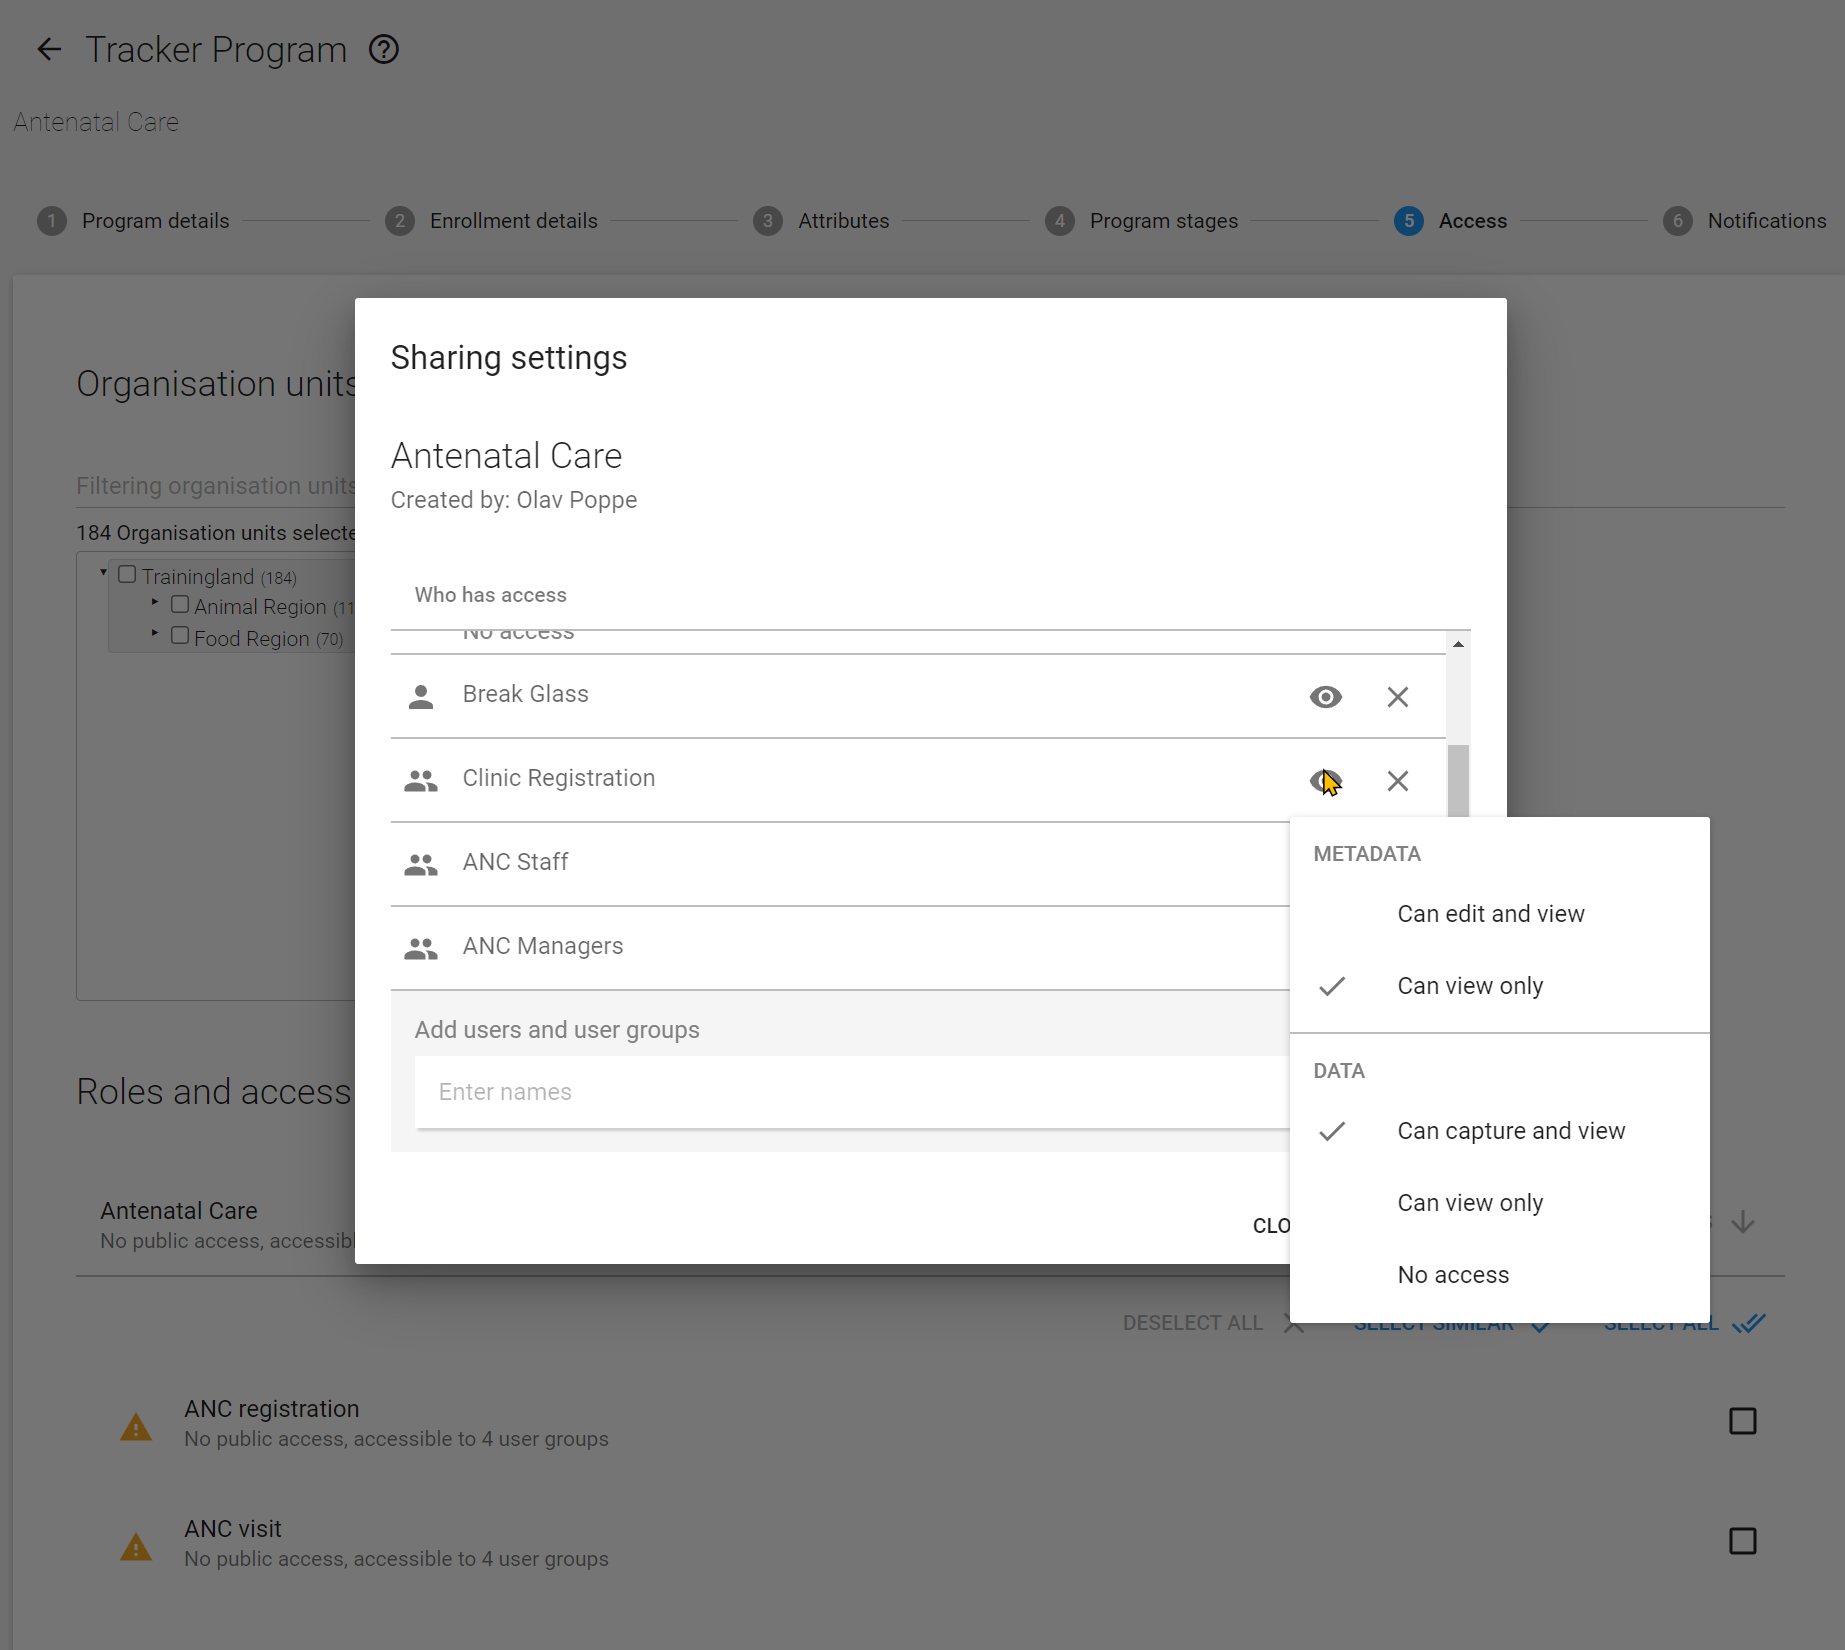 Tracker Program
Antenatal Care
1 Program details
2 Enrollment details
3 Attributes
4 Program stages
5 Access
6 Notifications
Organisation units
Filtering organisation units
184 Organisation units
Trainingland (184)
Animal Region
Food Region (70)
Sharing settings
Antenatal Care
Created by: Olav Poppe
Who has access
No access
Break Glass
Clinic Registration
ANC Staff
ANC Managers
Add users and user groups
Enter names
METADATA
Can edit and view
Can view only
DATA
Can capture and view
Can view only
No access
Roles and access
Antenatal Care
No public access,
DESELECT ALL
SELECT SIMILAR
SELECT ALL
ANC registration
No public access, accessible to 4 user groups
ANC visit
No public access, accessible to 4 user groups